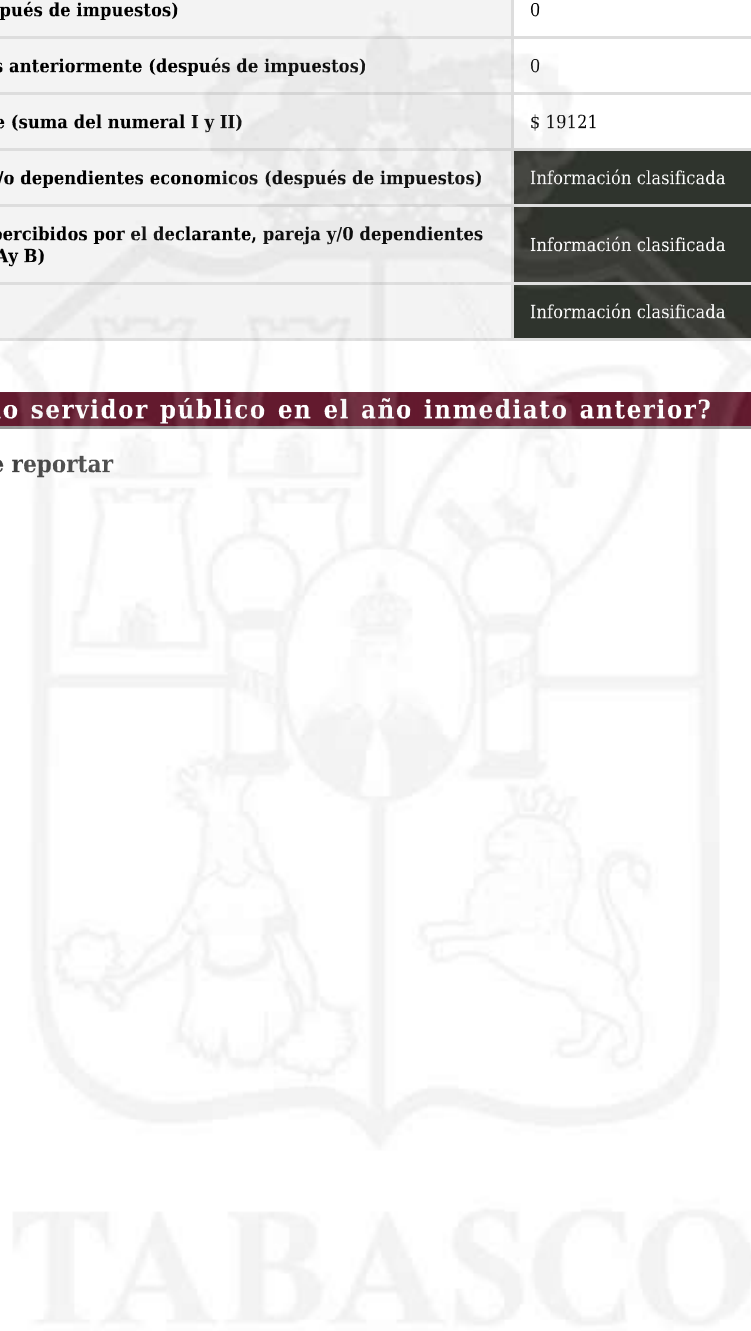 pués de impuestos) 0
s anteriormente (después de impuestos) 0
e (suma del numeral I y II) $ 19121
/o dependientes economicos (después de impuestos) Información clasificada
percibidos por el declarante, pareja y/0 dependientes
Ay B) Información clasificada
Información clasificada
o servidor público en el año inmediato anterior?
e reportar
TABASCO